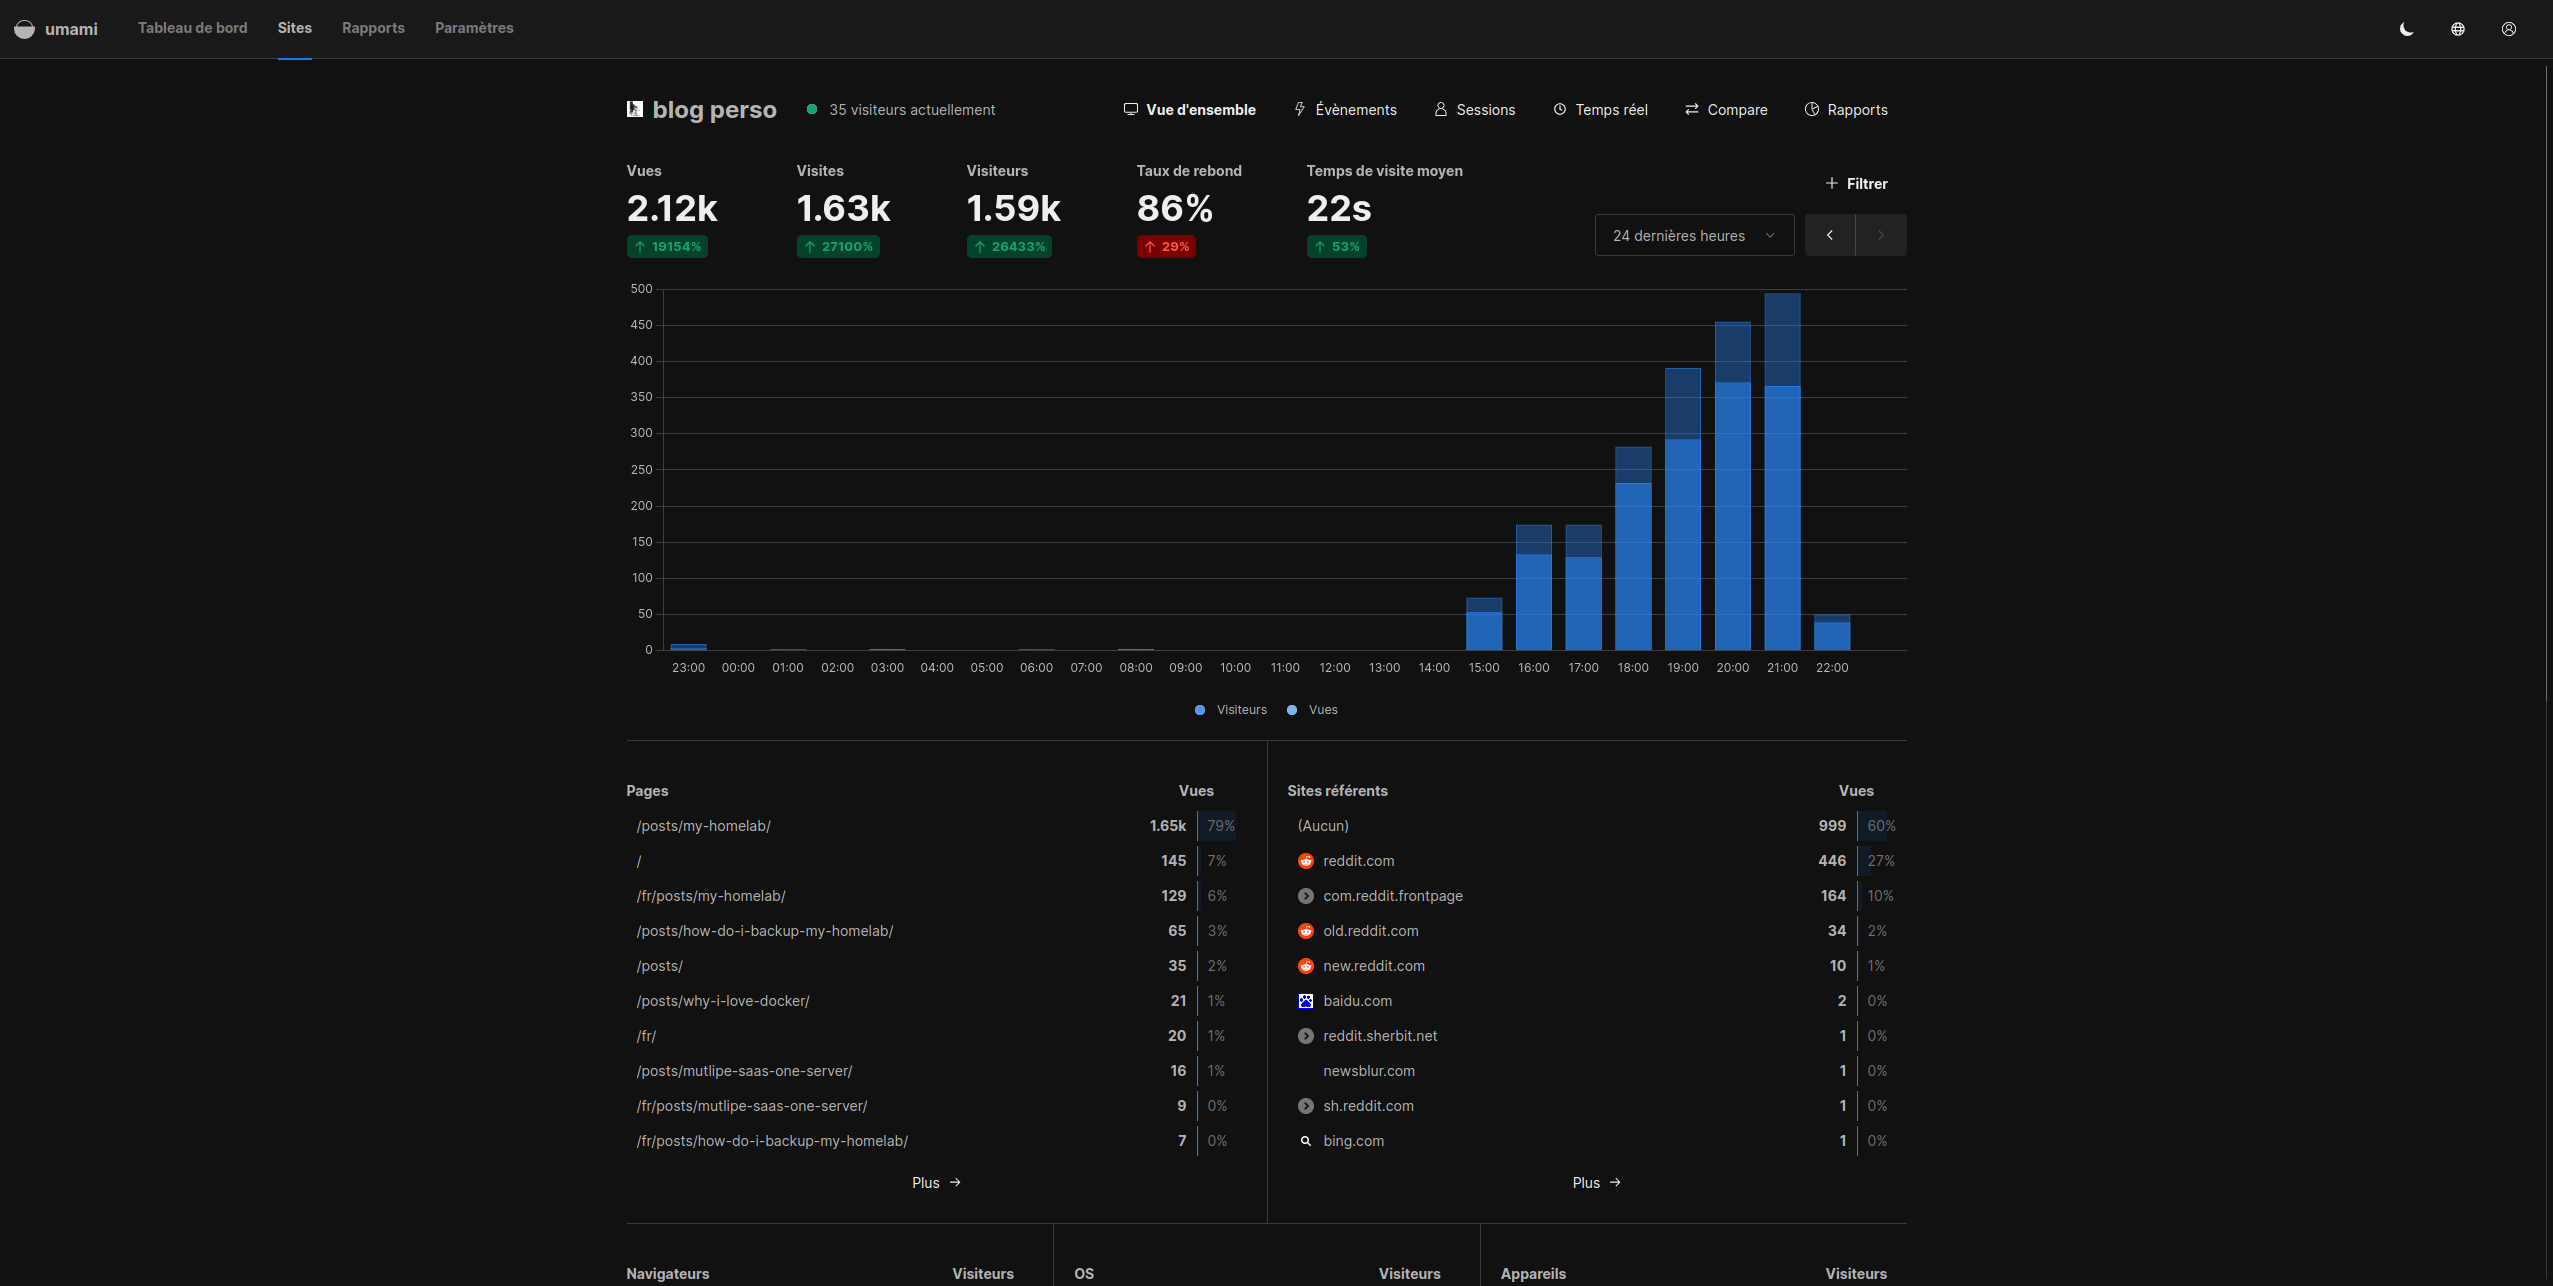 umami Tableau de bord Sites Rapports Paramètres
blog perso 35 visiteurs actuellement Vue d'ensemble Évènements Sessions Temps réel Compare Rapports
Vues Visites Visiteurs Taux de rebond Temps de visite moyen
2.12k 1.63k 1.59k 86% 22s
19154% 27100% 26433% 29% 53%
Filtrer
24 dernières heures
500
450
400
350
300
250
200
150
100
50
0
23:00 00:00 01:00 02:00 03:00 04:00 05:00 06:00 07:00 08:00 09:00 10:00 11:00 12:00 13:00 14:00 15:00 16:00 17:00 18:00 19:00 20:00 21:00 22:00
Visiteurs Vues
Pages Vues
/posts/my-homelab/ 1.65k 79%
/ 145 7%
/fr/posts/my-homelab/ 129 6%
/posts/how-do-i-backup-my-homelab/ 65 3%
/posts/ 35 2%
/posts/why-i-love-docker/ 21 1%
/fr/ 20 1%
/posts/mutlipe-saas-one-server/ 16 1%
/fr/posts/mutlipe-saas-one-server/ 9 0%
/fr/posts/how-do-i-backup-my-homelab/ 7 0%
Plus
Sites référents Vues
(Aucun) 999 60%
reddit.com 446 27%
com.reddit.frontpage 164 10%
old.reddit.com 34 2%
new.reddit.com 10 1%
baidu.com 2 0%
reddit.sherbit.net 1 0%
newsblur.com 1 0%
sh.reddit.com 1 0%
bing.com 1 0%
Plus
Navigateurs Visiteurs OS Visiteurs Appareils Visiteurs